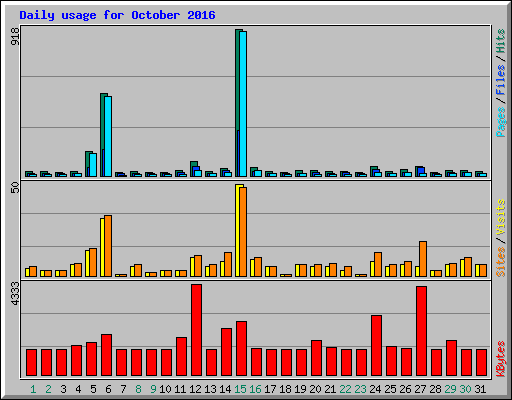 Daily usage for October 2016
918
Pages / Files / Hits
50
Sites / Visits
4333
KBytes
1 2 3 4 5 6 7 8 9 10 11 12 13 14 15 16 17 18 19 20 21 22 23 24 25 26 27 28 29 30 31